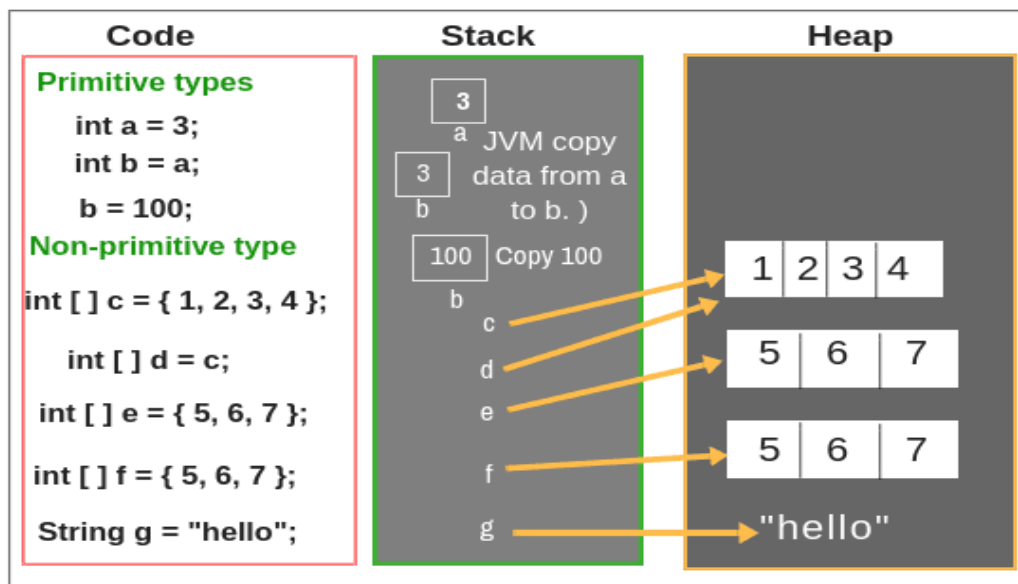 Code
Primitive types
int a = 3;
int b = a;
b = 100;
Non-primitive type
int [ ] c = { 1, 2, 3, 4 };
int [ ] d = c;
int [ ] e = { 5, 6, 7 };
int [ ] f = { 5, 6, 7 };
String g = "hello";
Stack
3
a
JVM copy
data from a
to b. )
3
b
100 Copy 100
b
c
d
e
f
g
Heap
1 2 3 4
5 6 7
5 6 7
"hello"